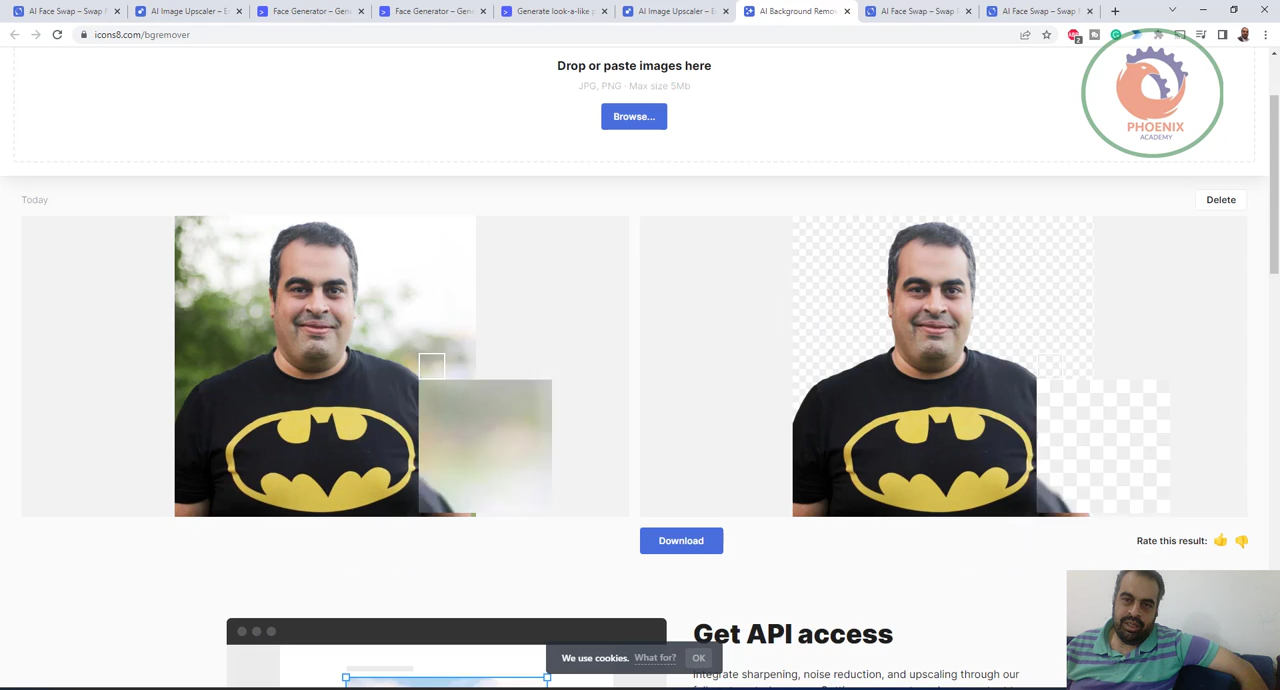 AI Face Swap – Swap F
AI Image Upscaler – E
Face Generator – Gen
Face Generator – Gen
Generate look-a-like p
AI Image Upscaler – E
AI Background Remov
AI Face Swap – Swap F
AI Face Swap – Swap F
icons8.com/bgremover
Drop or paste images here
JPG, PNG · Max size 5Mb
Browse...
PHOENIX
ACADEMY
Today
Delete
Download
Rate this result:
Get API access
We use cookies. What for? OK
Integrate sharpening, noise reduction, and upscaling through our